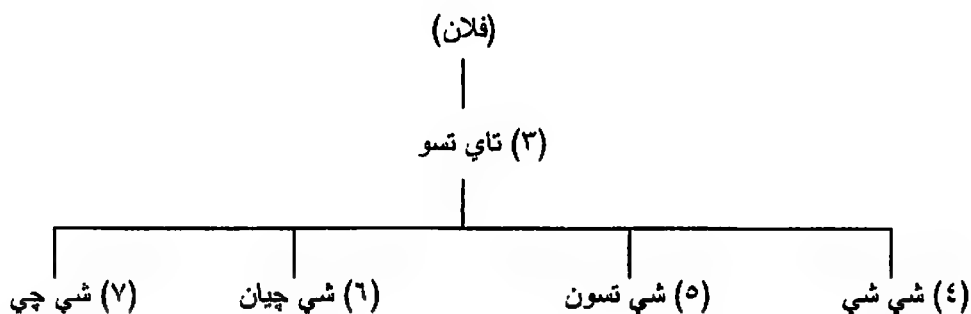 (فلان)
(٣) تاي تسو
(٤) شي شي (٥) شي تسون (٦) شي چيان (٧) شي چي